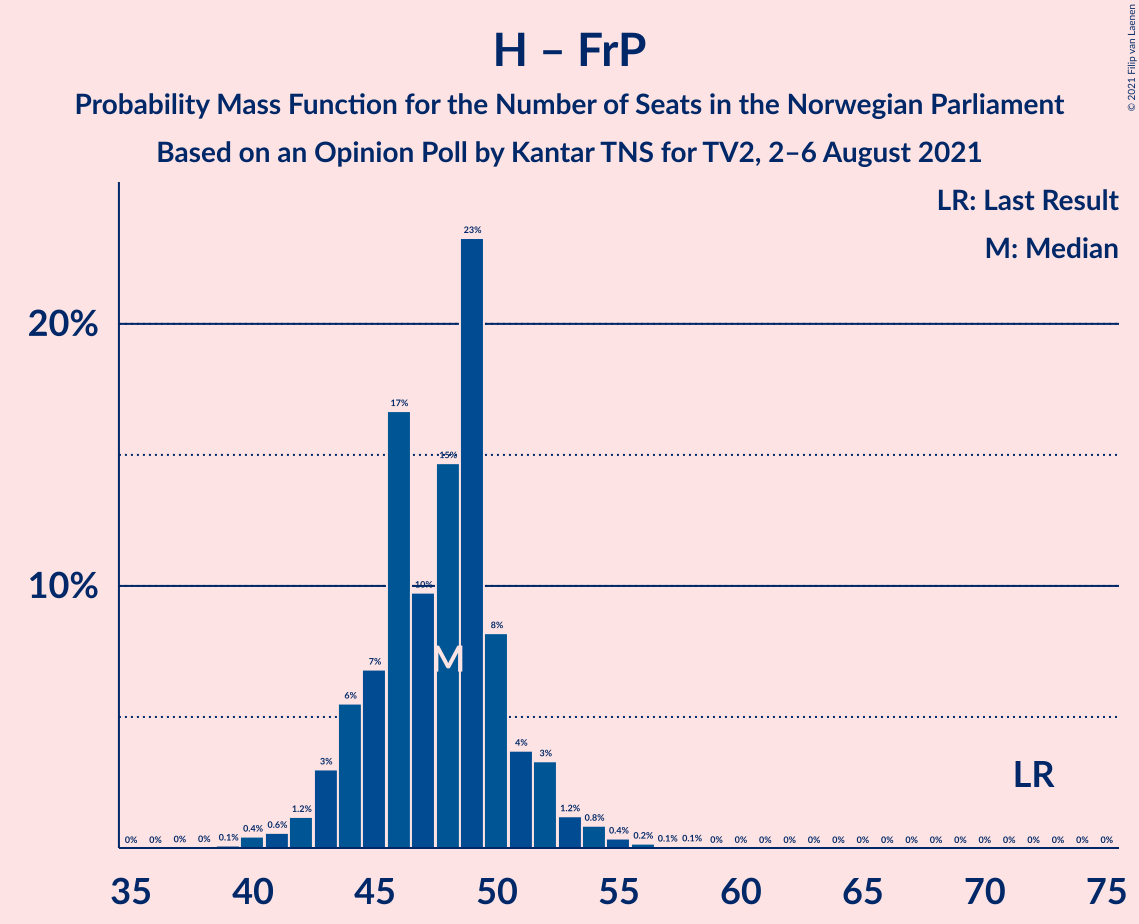 H – FrP
Probability Mass Function for the Number of Seats in the Norwegian Parliament
Based on an Opinion Poll by Kantar TNS for TV2, 2–6 August 2021
© 2021 Filip van Laenen
LR: Last Result
M: Median
20%
10%
0% 0% 0% 0% 0.1% 0.4% 0.6% 1.2% 3% 6% 7% 17% 10% 15% 23% 8% 4% 3% 1.2% 0.8% 0.4% 0.2% 0.1% 0.1% 0% 0% 0% 0% 0% 0% 0% 0% 0% 0% 0% 0% 0% 0% 0% 0% 0%
M
LR
35 40 45 50 55 60 65 70 75